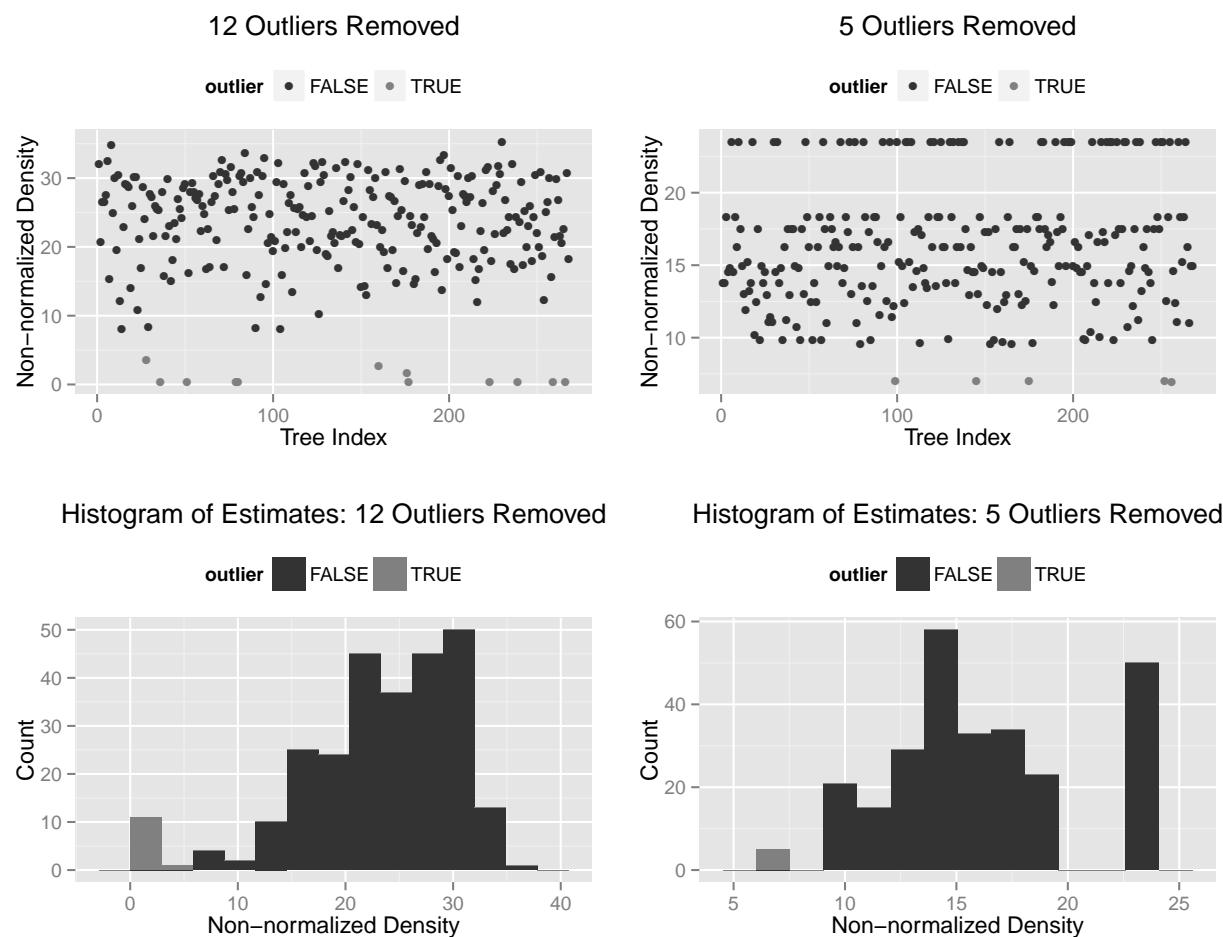 12 Outliers Removed
outlier FALSE TRUE
Non−normalized Density
30
20
10
0
0 100 200
Tree Index
5 Outliers Removed
outlier FALSE TRUE
Non−normalized Density
20
15
10
0 100 200
Tree Index
Histogram of Estimates: 12 Outliers Removed
outlier FALSE TRUE
Count
50
40
30
20
10
0
0 10 20 30 40
Non−normalized Density
Histogram of Estimates: 5 Outliers Removed
outlier FALSE TRUE
Count
60
40
20
0
5 10 15 20 25
Non−normalized Density